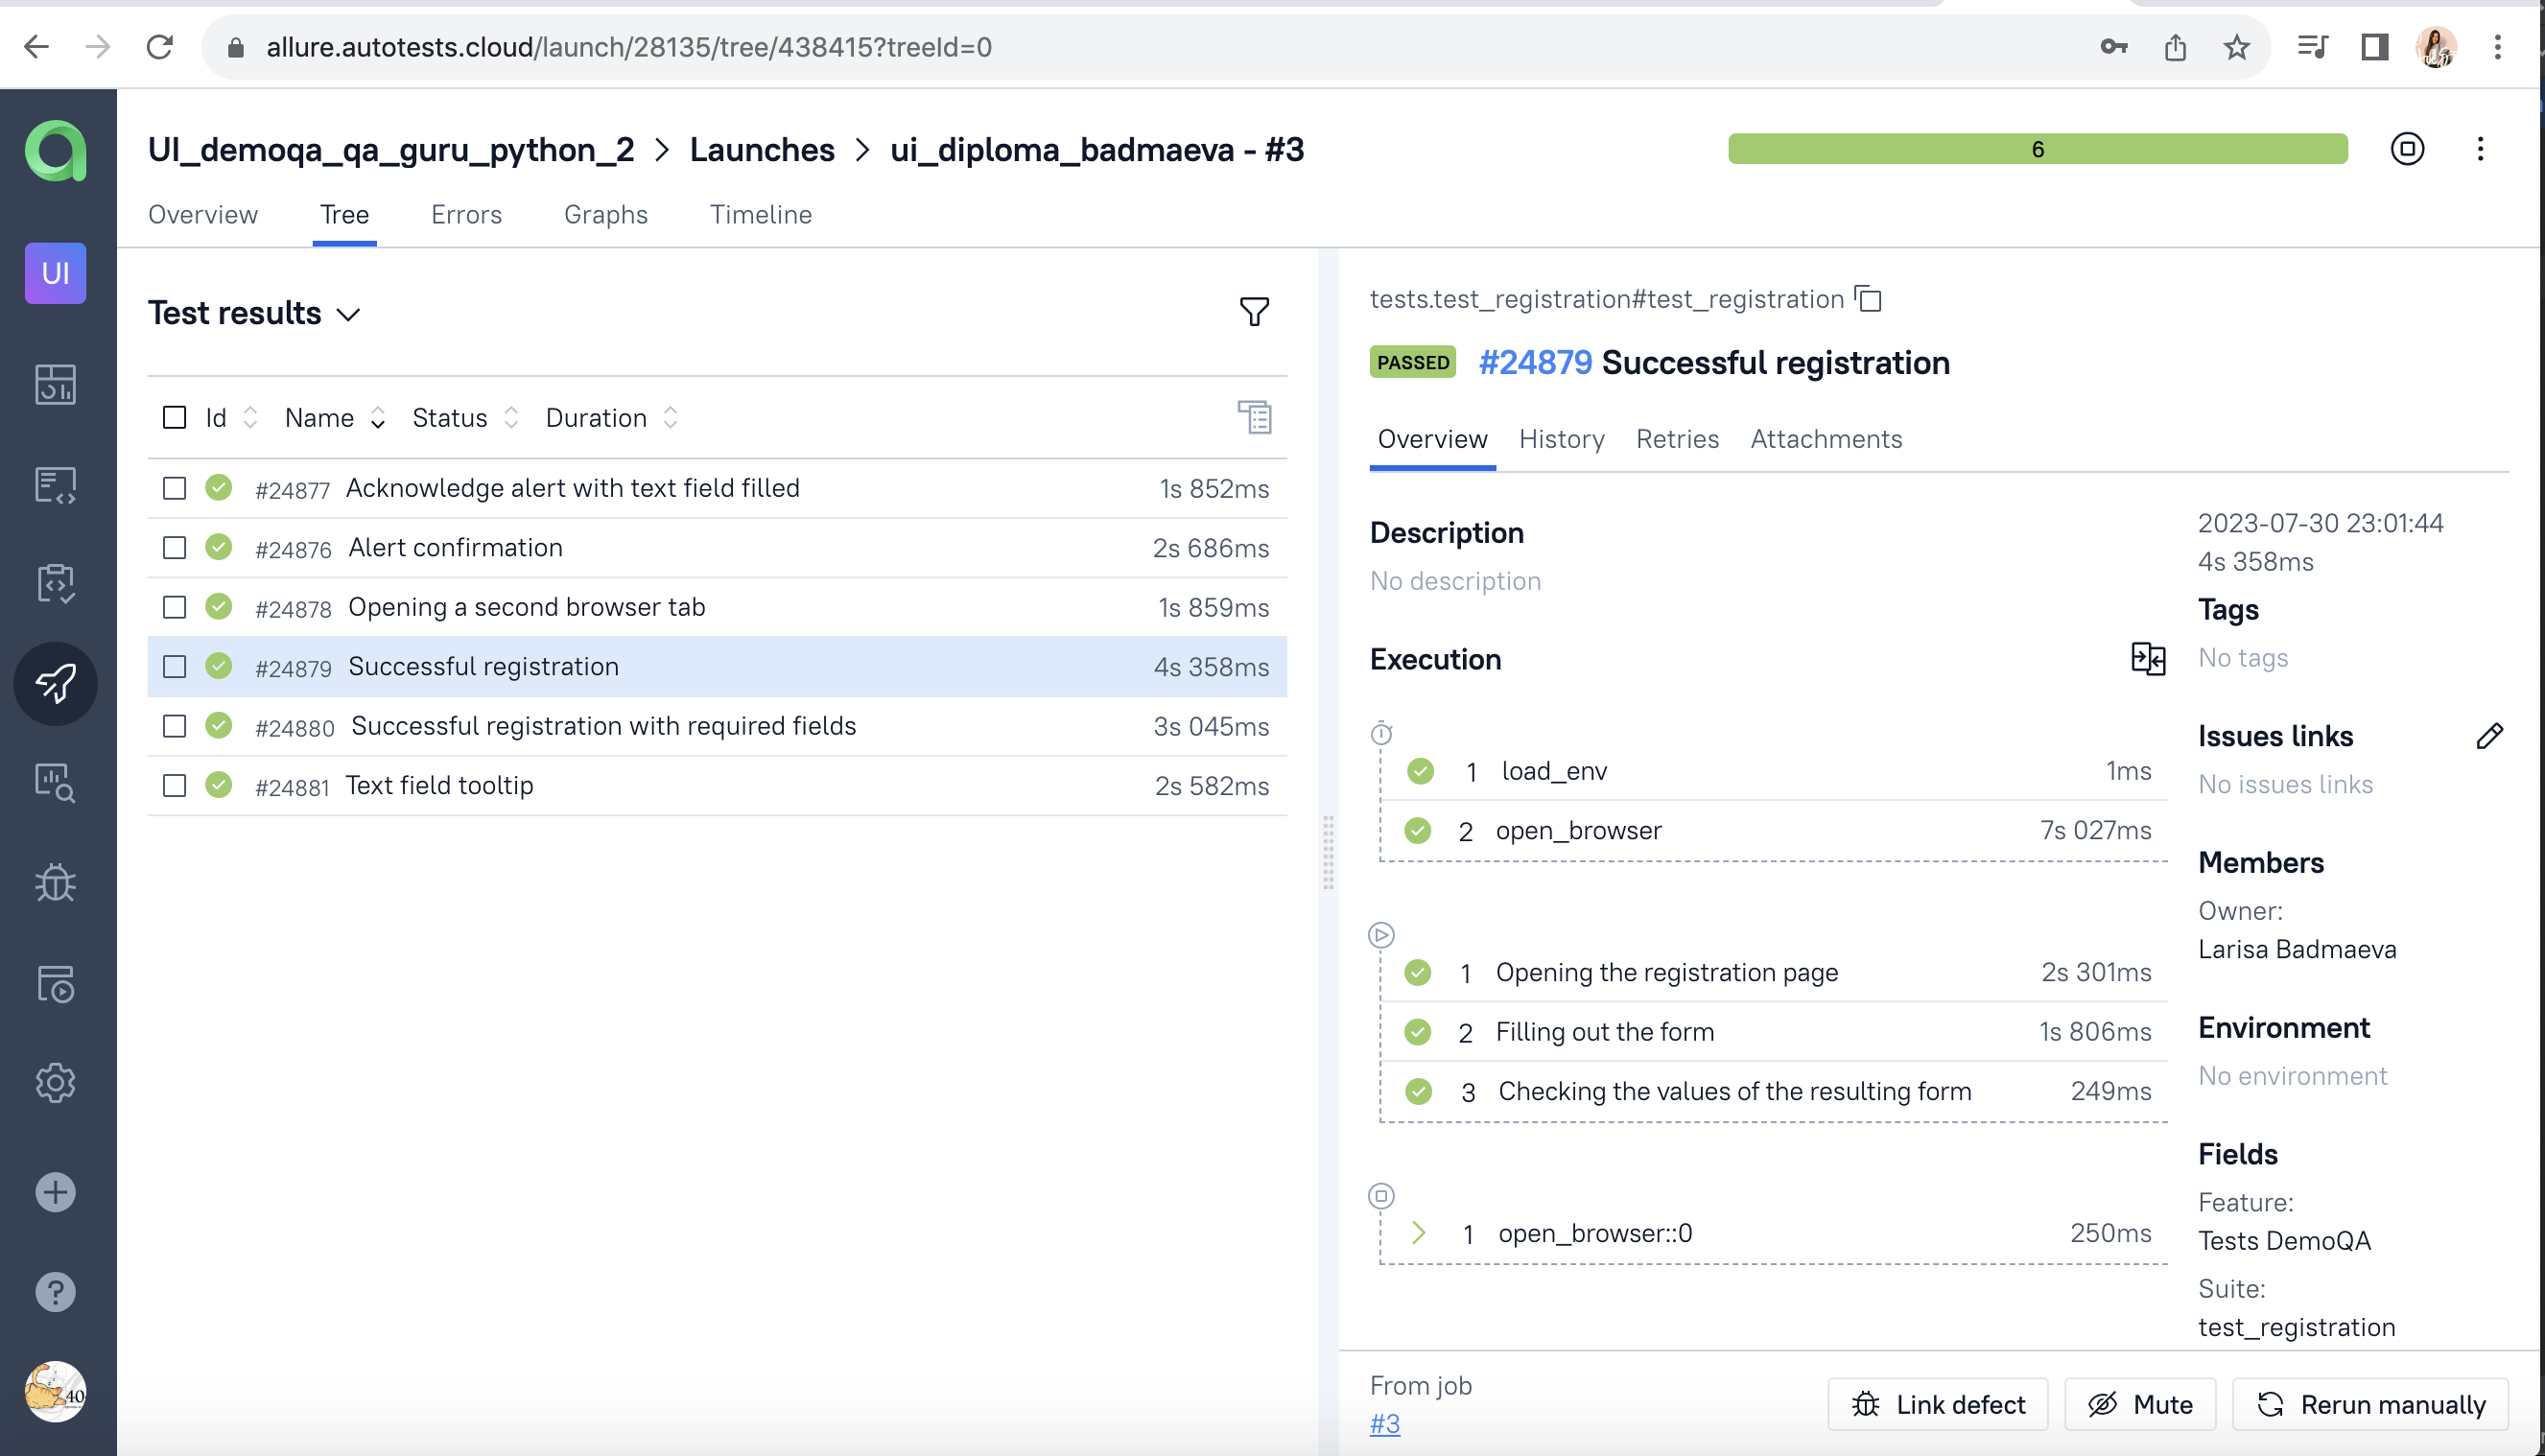 allure.autotests.cloud/launch/28135/tree/438415?treeId=0
UI_demoqa_qa_guru_python_2 > Launches > ui_diploma_badmaeva - #3
6
Overview Tree Errors Graphs Timeline
UI
Test results
Id Name Status Duration
#24877 Acknowledge alert with text field filled 1s 852ms
#24876 Alert confirmation 2s 686ms
#24878 Opening a second browser tab 1s 859ms
#24879 Successful registration 4s 358ms
#24880 Successful registration with required fields 3s 045ms
#24881 Text field tooltip 2s 582ms
tests.test_registration#test_registration
PASSED #24879 Successful registration
Overview History Retries Attachments
Description
No description
Execution
1 load_env 1ms
2 open_browser 7s 027ms
1 Opening the registration page 2s 301ms
2 Filling out the form 1s 806ms
3 Checking the values of the resulting form 249ms
1 open_browser::0 250ms
2023-07-30 23:01:44
4s 358ms
Tags
No tags
Issues links
No issues links
Members
Owner:
Larisa Badmaeva
Environment
No environment
Fields
Feature:
Tests DemoQA
Suite:
test_registration
From job
#3
Link defect Mute Rerun manually
40